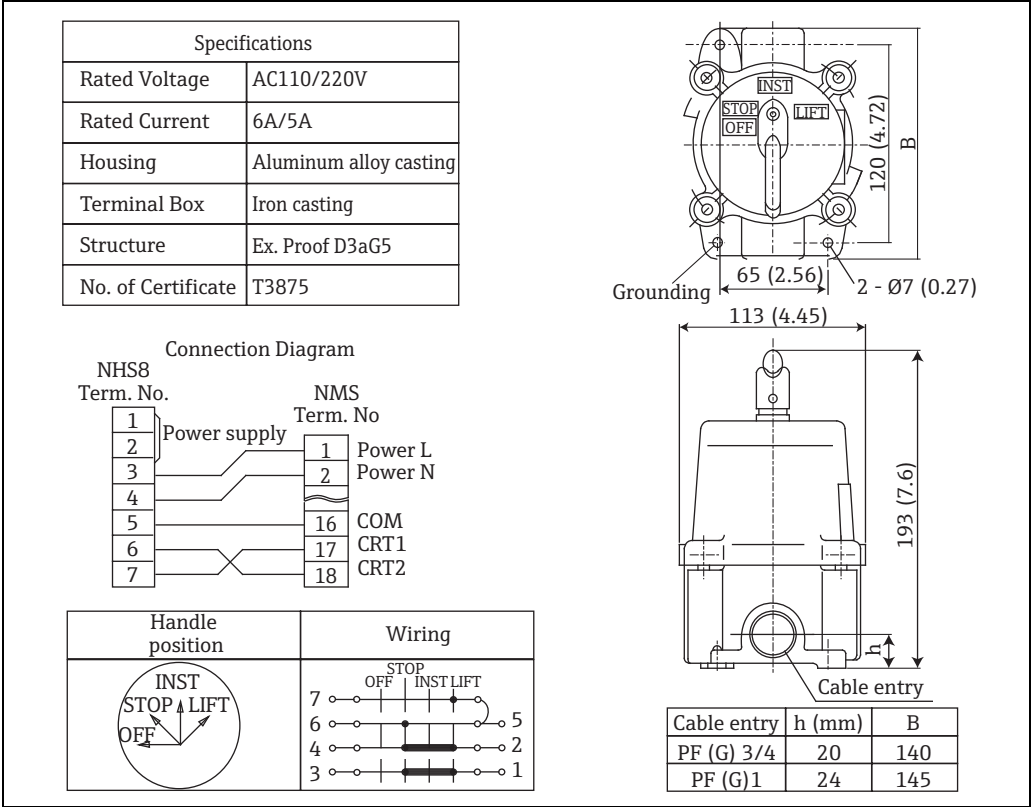 Specifications
Rated Voltage AC110/220V
Rated Current 6A/5A
Housing Aluminum alloy casting
Terminal Box Iron casting
Structure Ex. Proof D3aG5
No. of Certificate T3875
Connection Diagram
NHS8
Term. No.
NMS
Term. No
1
2
Power supply
3
4
5
6
7
1 Power L
2 Power N
16 COM
17 CRT1
18 CRT2
Handle
position
Wiring
INST
STOP LIFT
OFF
STOP
OFF INST LIFT
7
6 5
4 2
3 1
INST
STOP LIFT
OFF
120 (4.72)
B
65 (2.56)
Grounding
2 - Ø7 (0.27)
113 (4.45)
193 (7.6)
h
Cable entry
Cable entry h (mm) B
PF (G) 3/4 20 140
PF (G)1 24 145